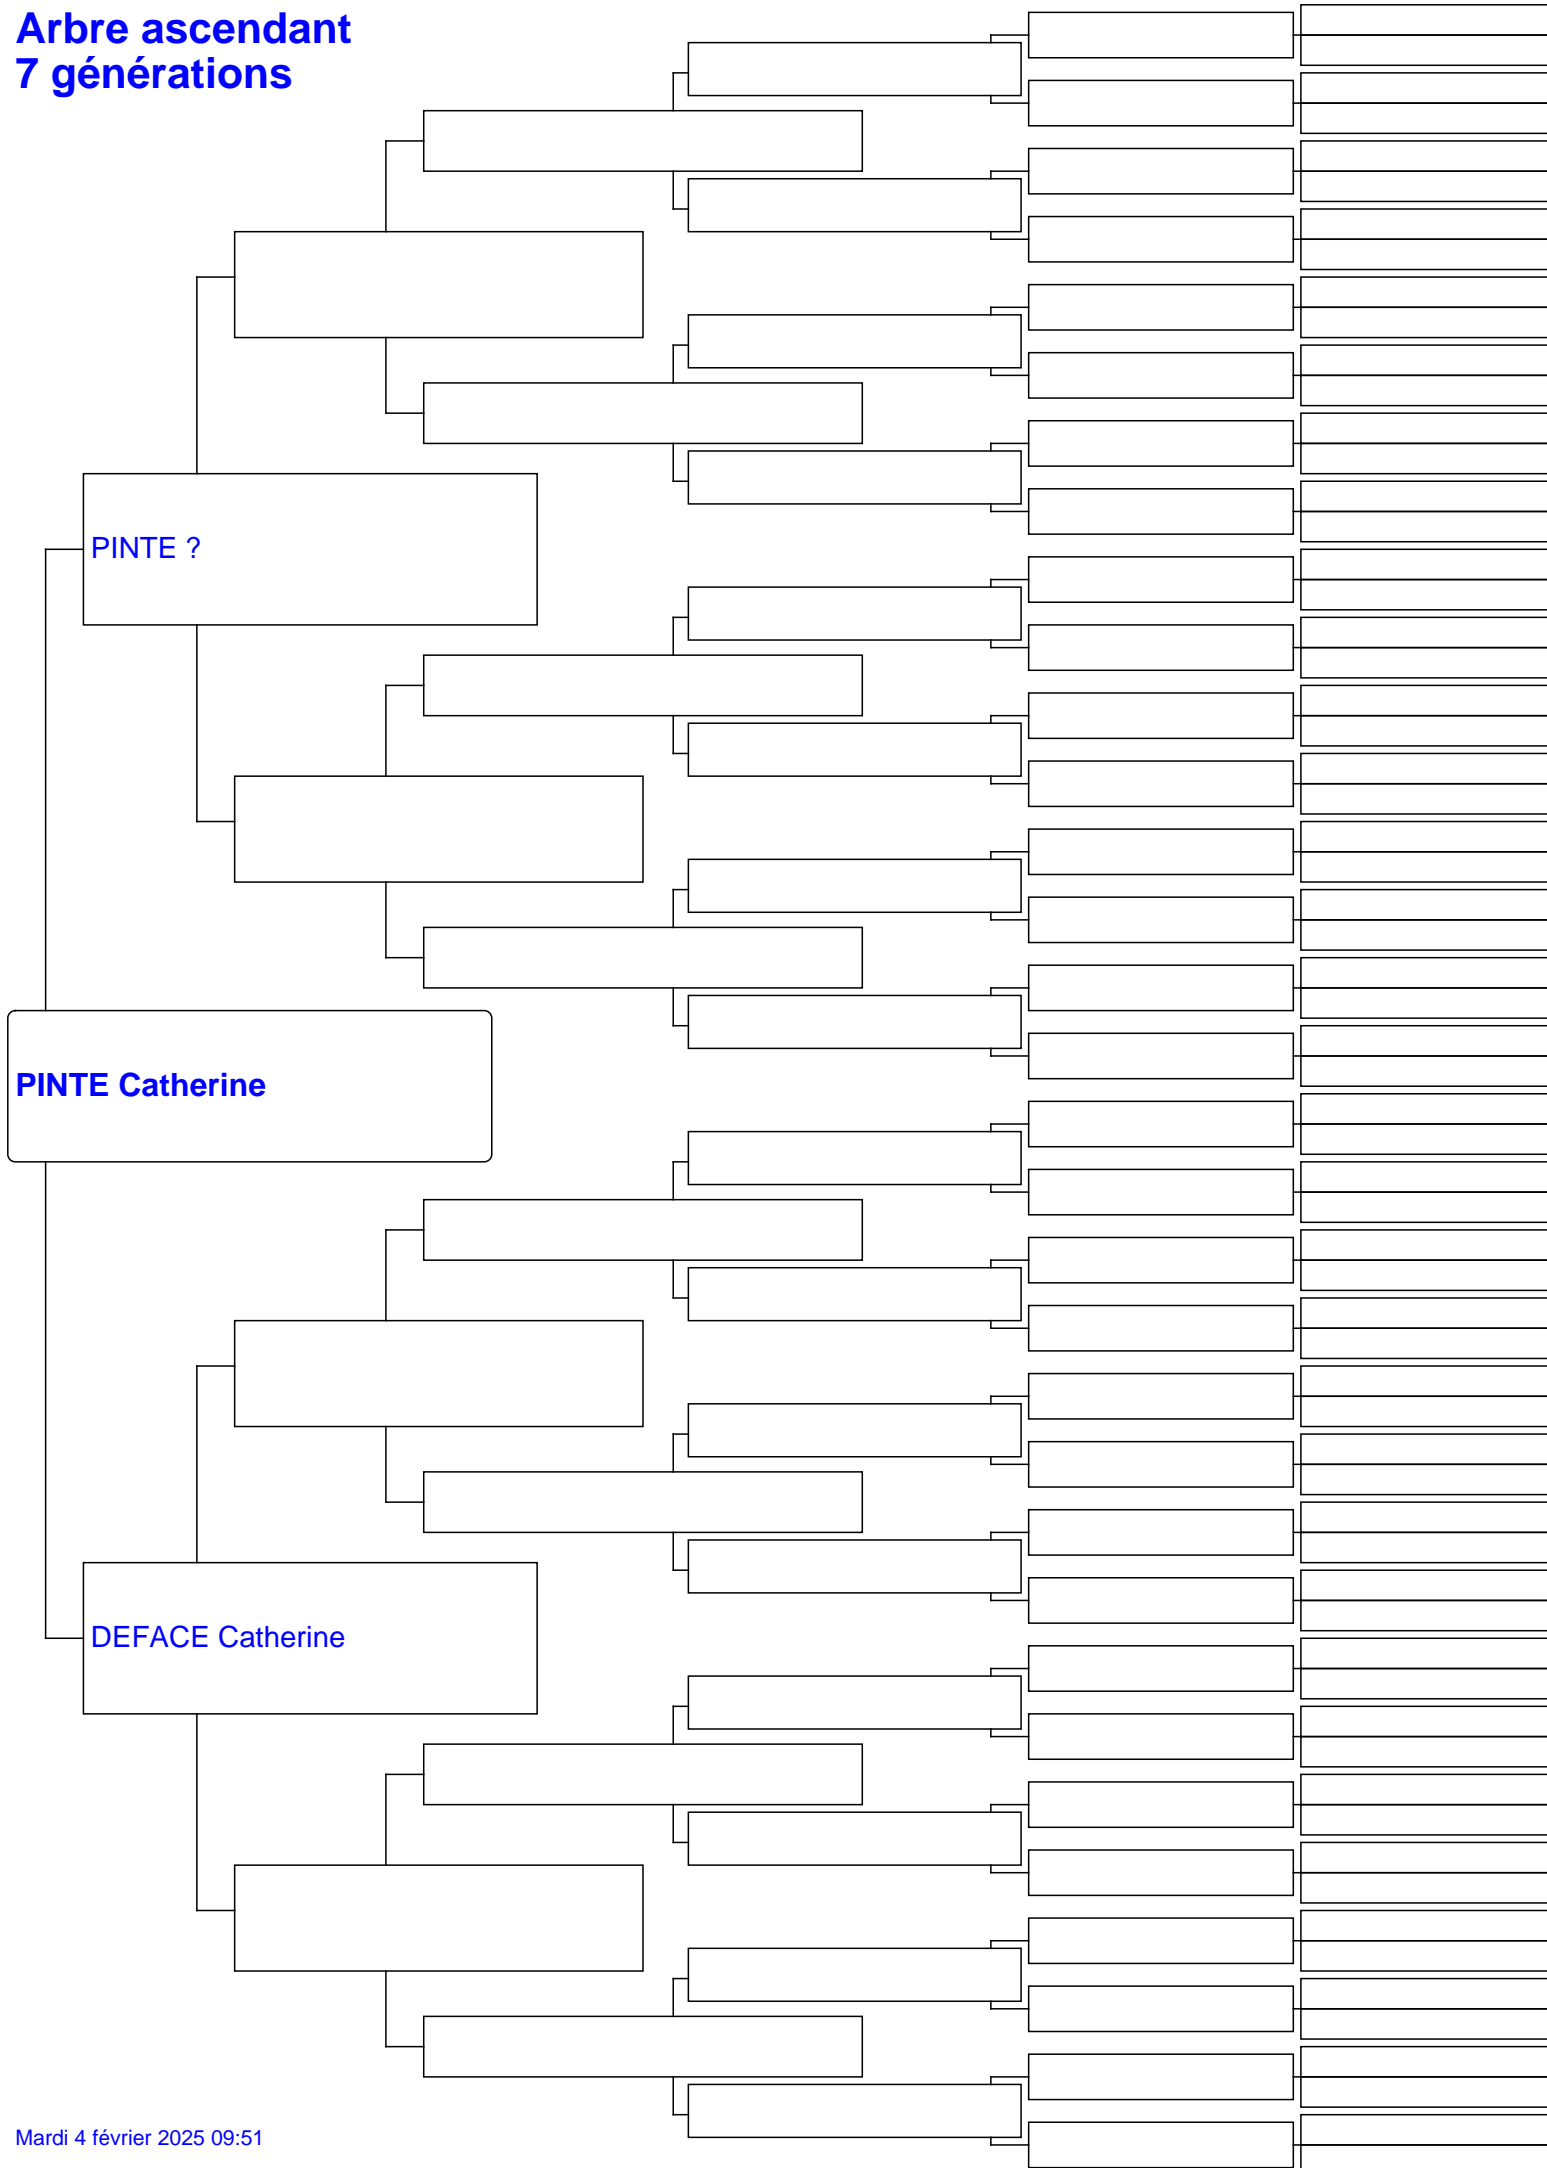 Arbre ascendant
7 générations
PINTE ?
PINTE Catherine
DEFACE Catherine
Mardi 4 février 2025 09:51